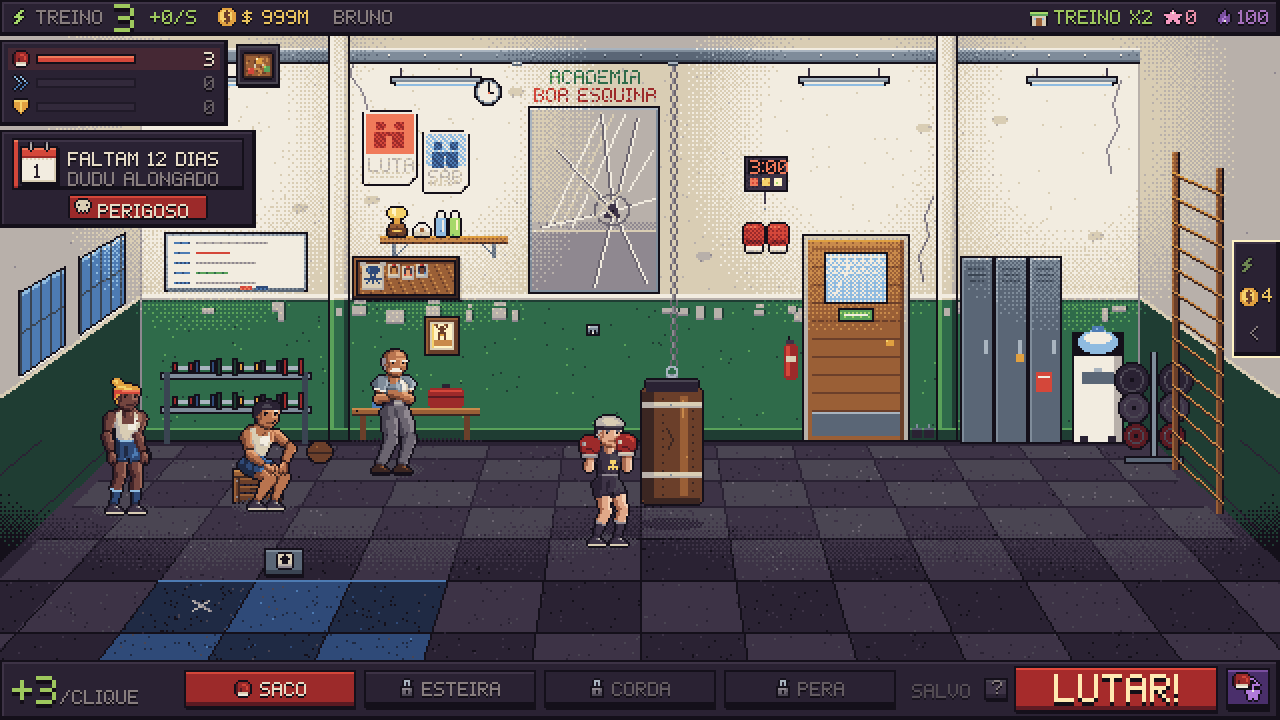 TREINO 3 +0/S $ 999M BRUNO TREINO X2 0 100
3
0
0
1 FALTAM 12 DIAS
DUDU ALONGADO
PERIGOSO
ACADEMIA
BOA ESQUINA
LUTA
SÁB
3:00
4
+3/CLIQUE SACO ESTEIRA CORDA PERA SALVO ? LUTAR!